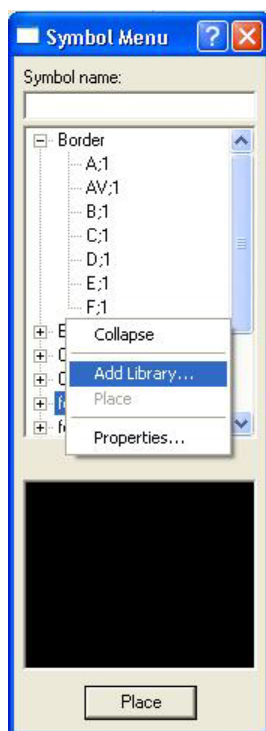 Symbol Menu
Symbol name:
Border
A;1
AV;1
B;1
C;1
D;1
E;1
F;1
Collapse
Add Library...
Place
Properties...
Place